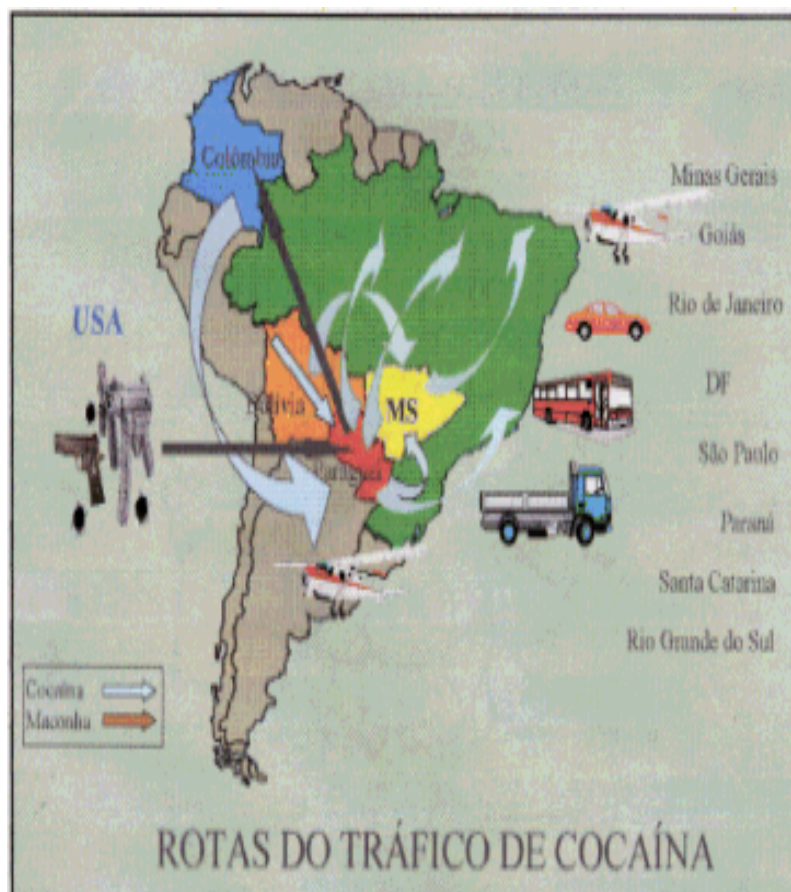 Colômbia
Minas Gerais
Goiás
USA
Rio de Janeiro
Bolívia
MS
DF
Paraguai
São Paulo
Paraná
Santa Catarina
Rio Grande do Sul
Cocaína
Maconha
ROTAS DO TRÁFICO DE COCAÍNA